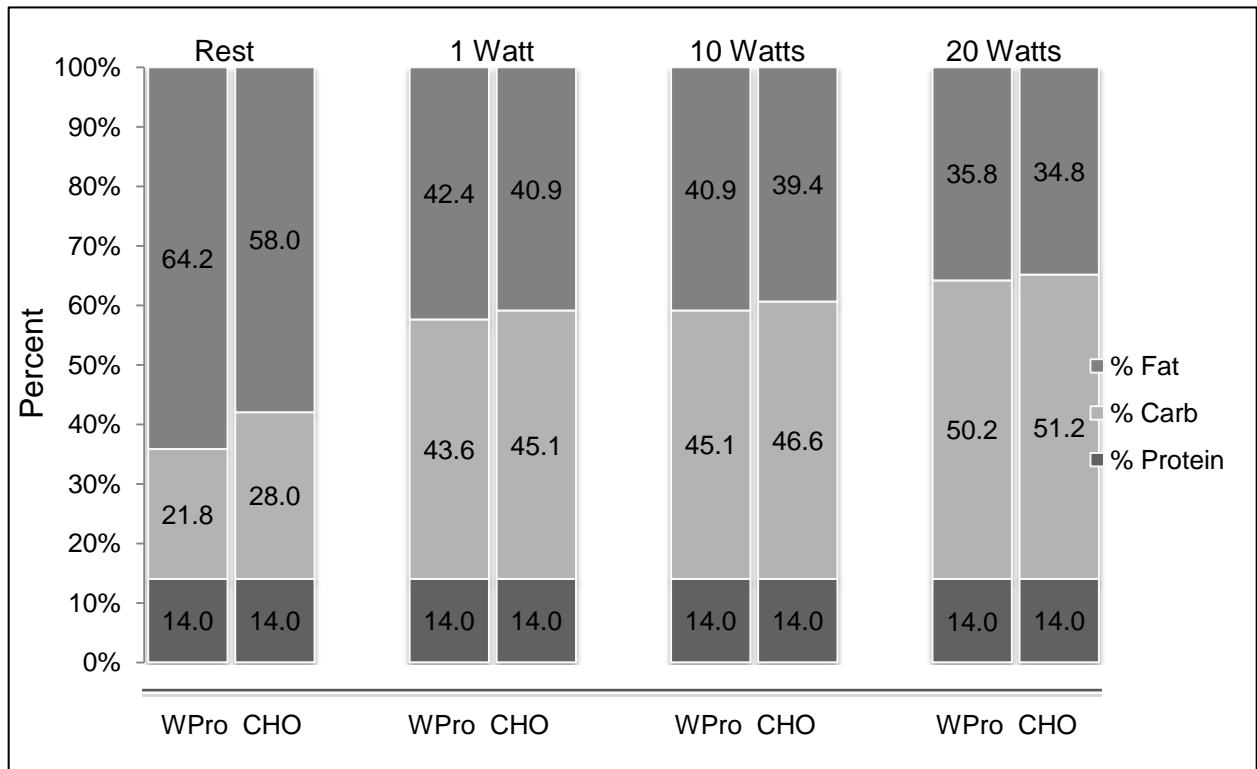 Rest 1 Watt 10 Watts 20 Watts
100%
90%
80%
70%
60%
50%
40%
30%
20%
10%
0%
Percent
64.2 58.0 42.4 40.9 40.9 39.4 35.8 34.8
21.8 28.0 43.6 45.1 45.1 46.6 50.2 51.2
14.0 14.0 14.0 14.0 14.0 14.0 14.0 14.0
% Fat
% Carb
% Protein
WPro CHO WPro CHO WPro CHO WPro CHO